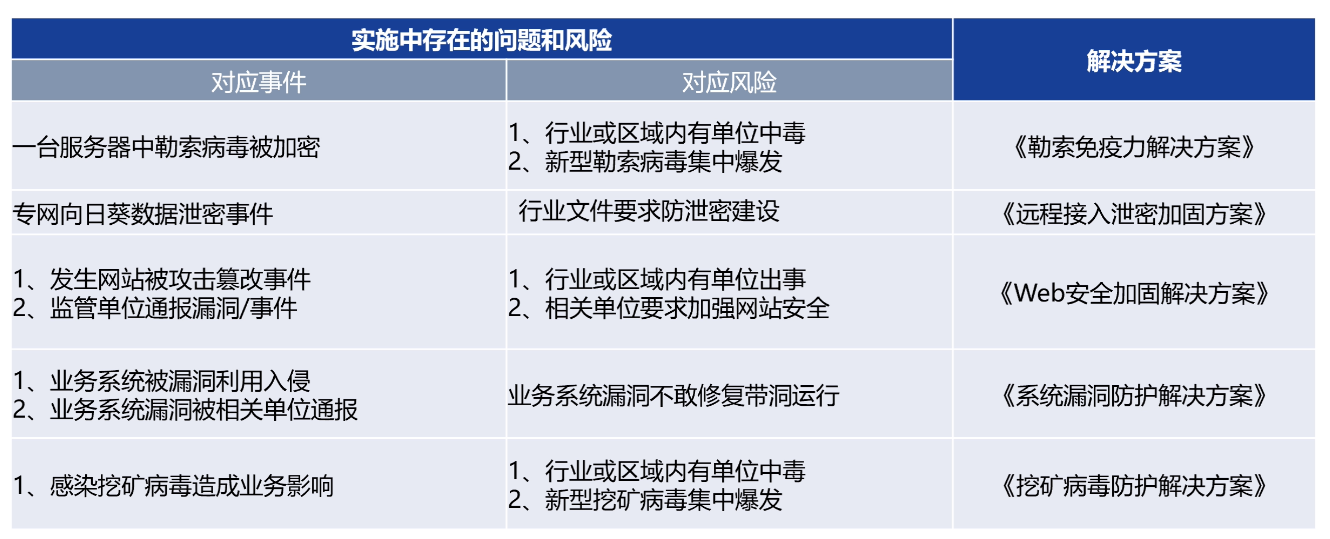 实施中存在的问题和风险
解决方案
对应事件
对应风险
一台服务器中勒索病毒被加密
1、行业或区域内有单位中毒
2、新型勒索病毒集中爆发
《勒索免疫力解决方案》
专网向日葵数据泄密事件
行业文件要求防泄密建设
《远程接入泄密加固方案》
1、发生网站被攻击篡改事件
2、监管单位通报漏洞/事件
1、行业或区域内有单位出事
2、相关单位要求加强网站安全
《Web安全加固解决方案》
1、业务系统被漏洞利用入侵
2、业务系统漏洞被相关单位通报
业务系统漏洞不敢修复带洞运行
《系统漏洞防护解决方案》
1、感染挖矿病毒造成业务影响
1、行业或区域内有单位中毒
2、新型挖矿病毒集中爆发
《挖矿病毒防护解决方案》